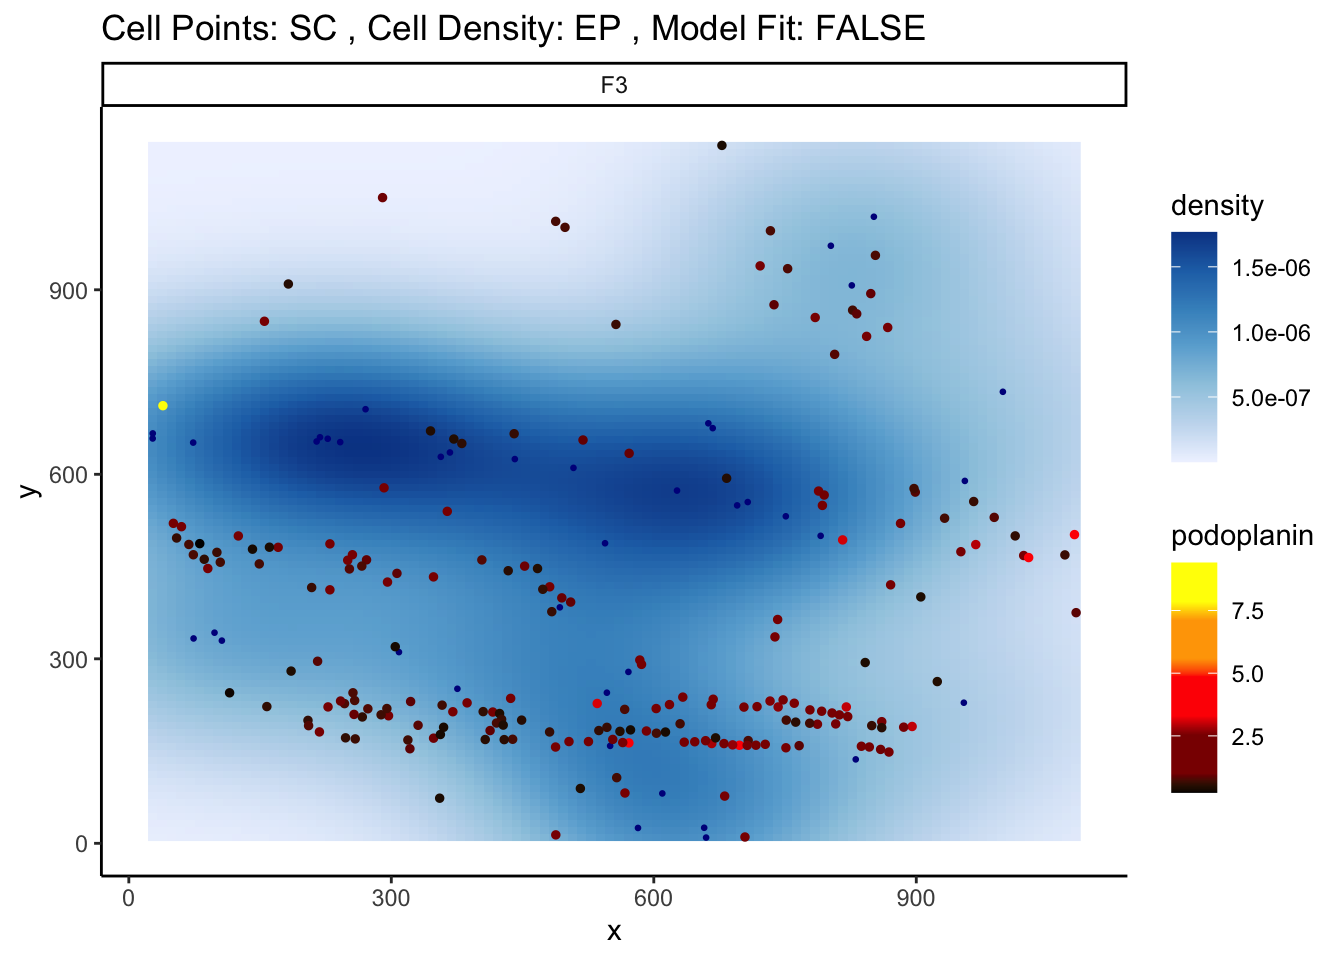 Cell Points: SC , Cell Density: EP , Model Fit: FALSE
F3
density
1.5e-06
1.0e-06
5.0e-07
podoplanin
7.5
5.0
2.5
y
900
600
300
0
0 300 600 900
x